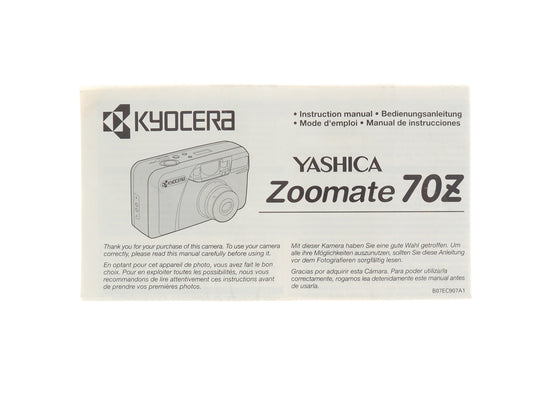 KYOCERA
• Instruction manual • Bedienungsanleitung
• Mode d'emploi • Manual de instrucciones
KYOCERA
YASHICA
Zoomate 70Z
Thank you for your purchase of this camera. To use your camera
correctly, please read this manual carefully before using it.
En optant pour cet appareil de photo, vous avez fait le bon
choix. Pour en exploiter toutes les possibilités, nous vous
recommandons de lire attentivement ces instructions avant
de prendre vos premières photos.
Mit dieser Kamera haben Sie eine gute Wahl getroffen. Um
alle ihre Möglichkeiten auszunutzen, sollten Sie diese Anleitung
vor dem Fotografieren sorgfältig lesen.
Gracias por adquirir esta Cámara. Para poder utilizarla
correctamente, rogamos lea detenidamente este manual antes
de usarla.
B07EC907A1